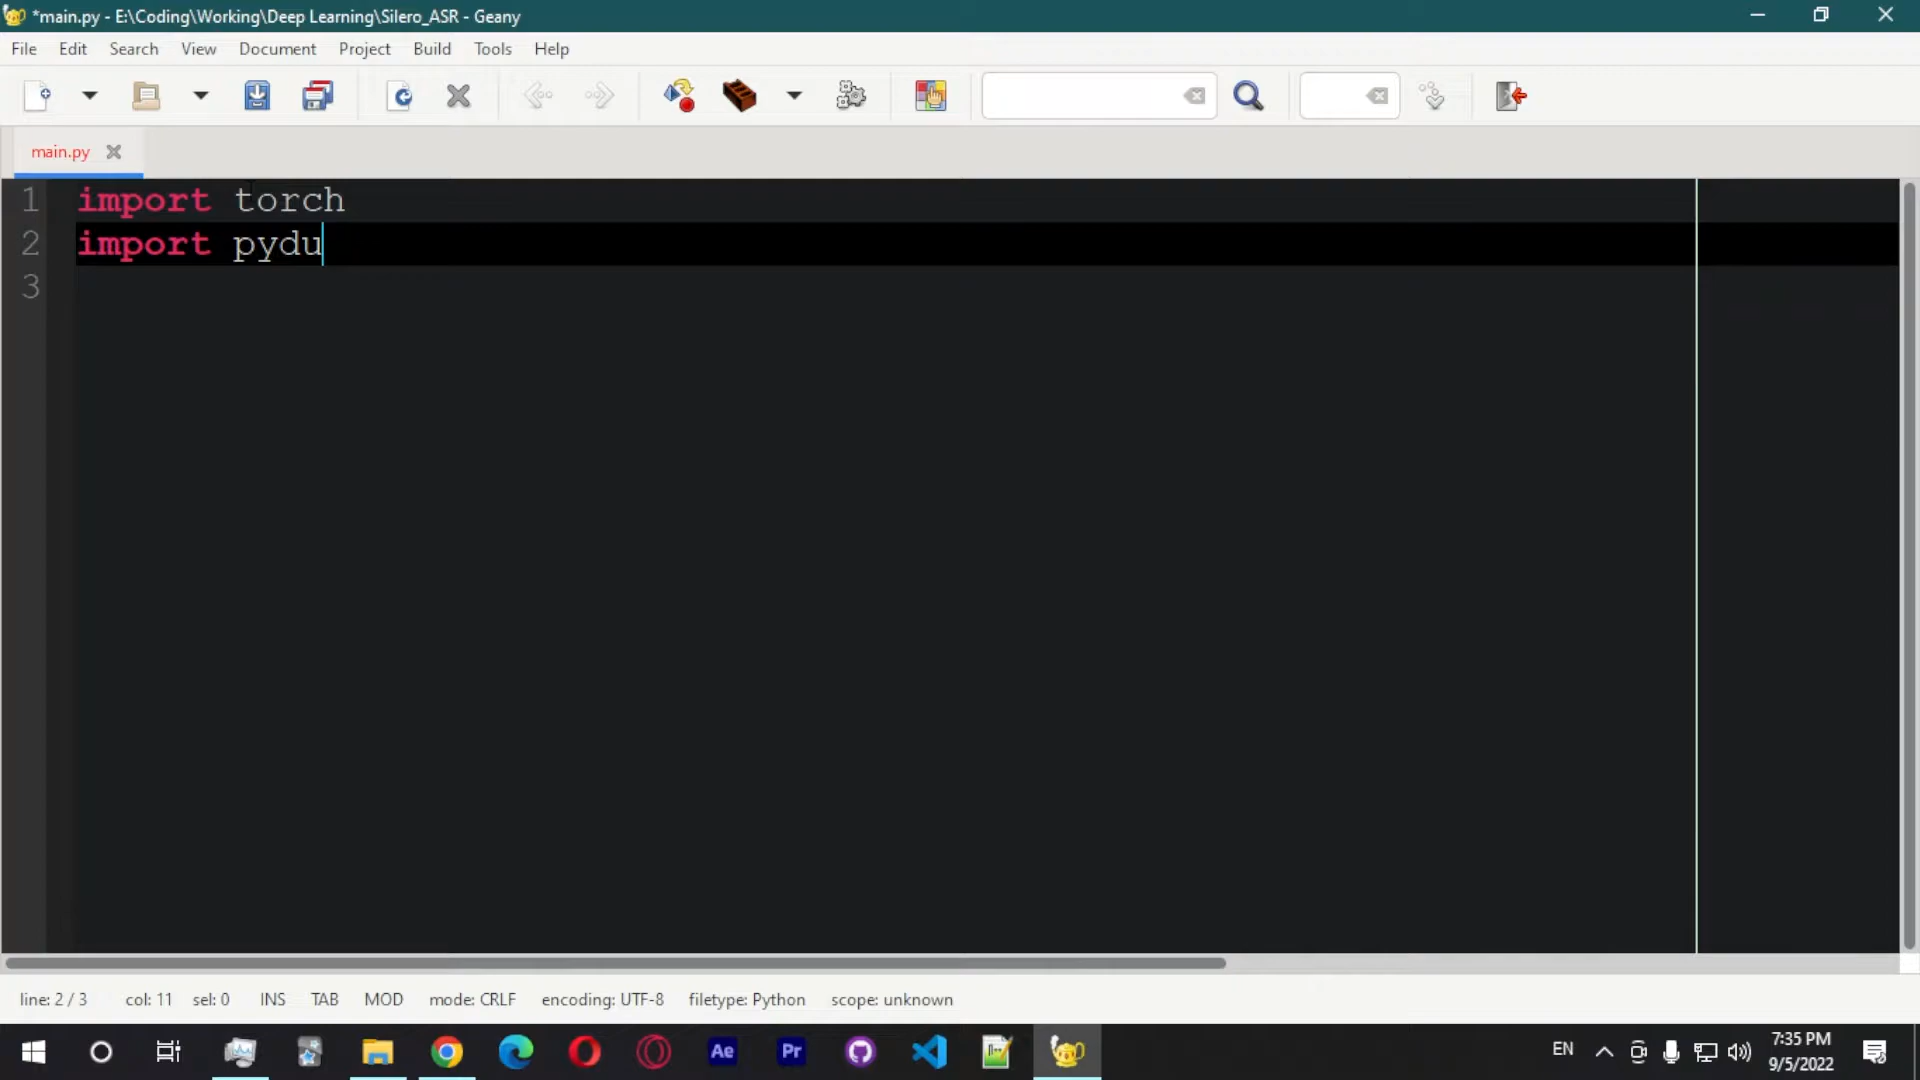 *main.py - E:\Coding\Working\Deep Learning\Silero_ASR - Geany
File Edit Search View Document Project Build Tools Help
main.py
1 import torch
2 import pydu
3
line: 2 / 3 col: 11 sel: 0 INS TAB MOD mode: CRLF encoding: UTF-8 filetype: Python scope: unknown
Ae Pr EN 7:35 PM
9/5/2022